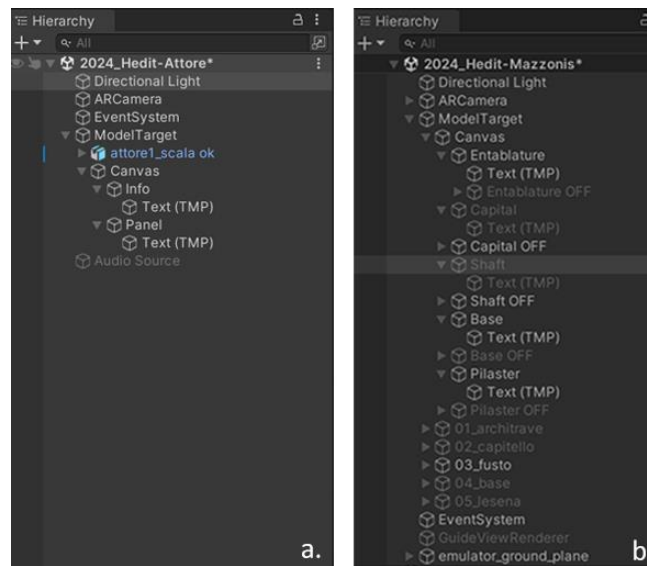 Hierarchy
All
2024_Hedit-Attore*
Directional Light
ARCamera
EventSystem
ModelTarget
attore1_scala ok
Canvas
Info
Text (TMP)
Panel
Text (TMP)
Audio Source
a.
Hierarchy
All
2024_Hedit-Mazzonis*
Directional Light
ARCamera
ModelTarget
Canvas
Entablature
Text (TMP)
Entablature OFF
Capital
Text (TMP)
Capital OFF
Shaft
Text (TMP)
Shaft OFF
Base
Text (TMP)
Base OFF
Pilaster
Text (TMP)
Pilaster OFF
01_architrave
02_capitello
03_fusto
04_base
05_lesena
EventSystem
GuideViewRenderer
emulator_ground_plane
b